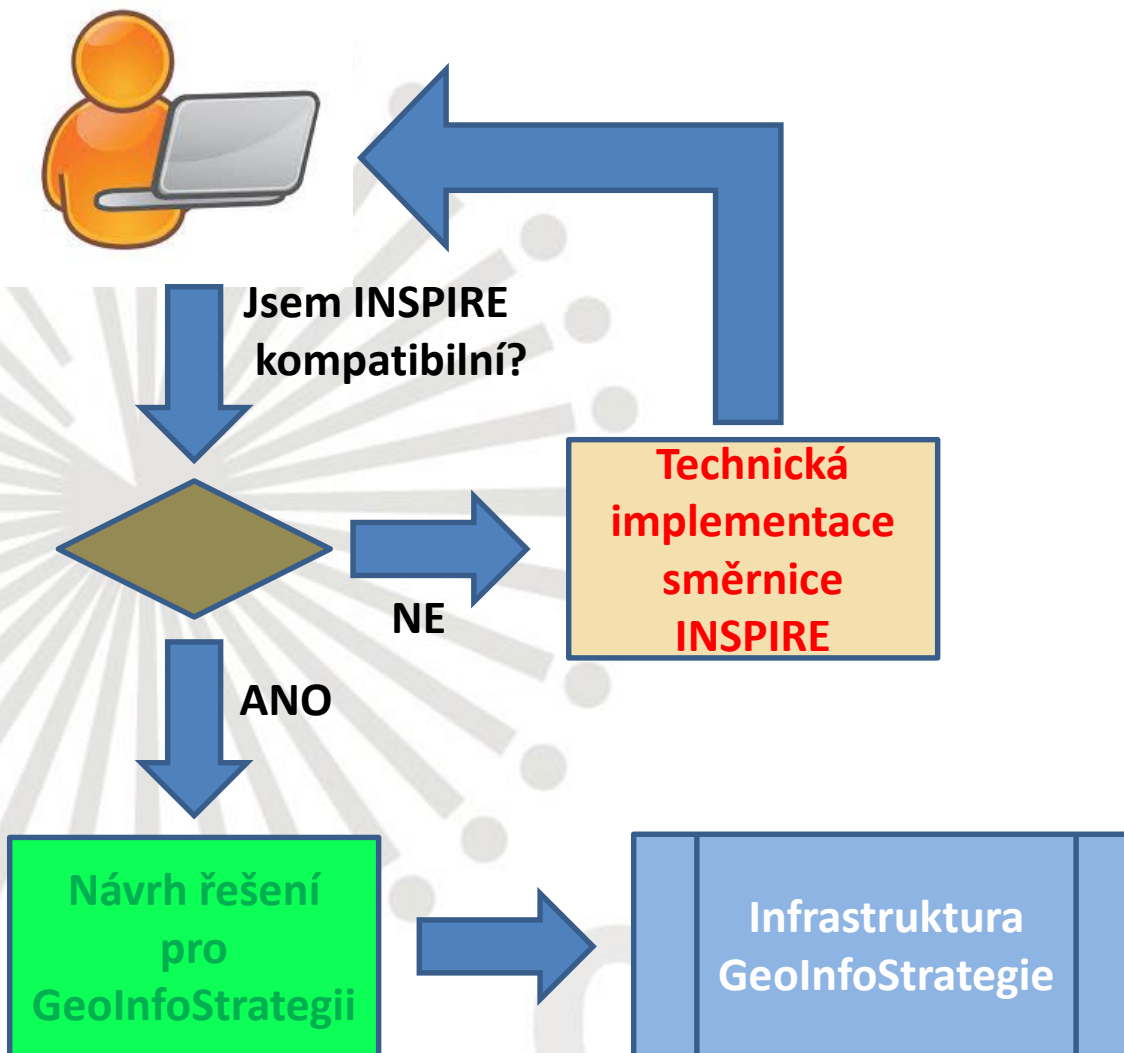 Jsem INSPIRE
kompatibilní?
Technická
implementace
směrnice
INSPIRE
NE
ANO
Návrh řešení
pro
GeoInfoStrategii
Infrastruktura
GeoInfoStrategie